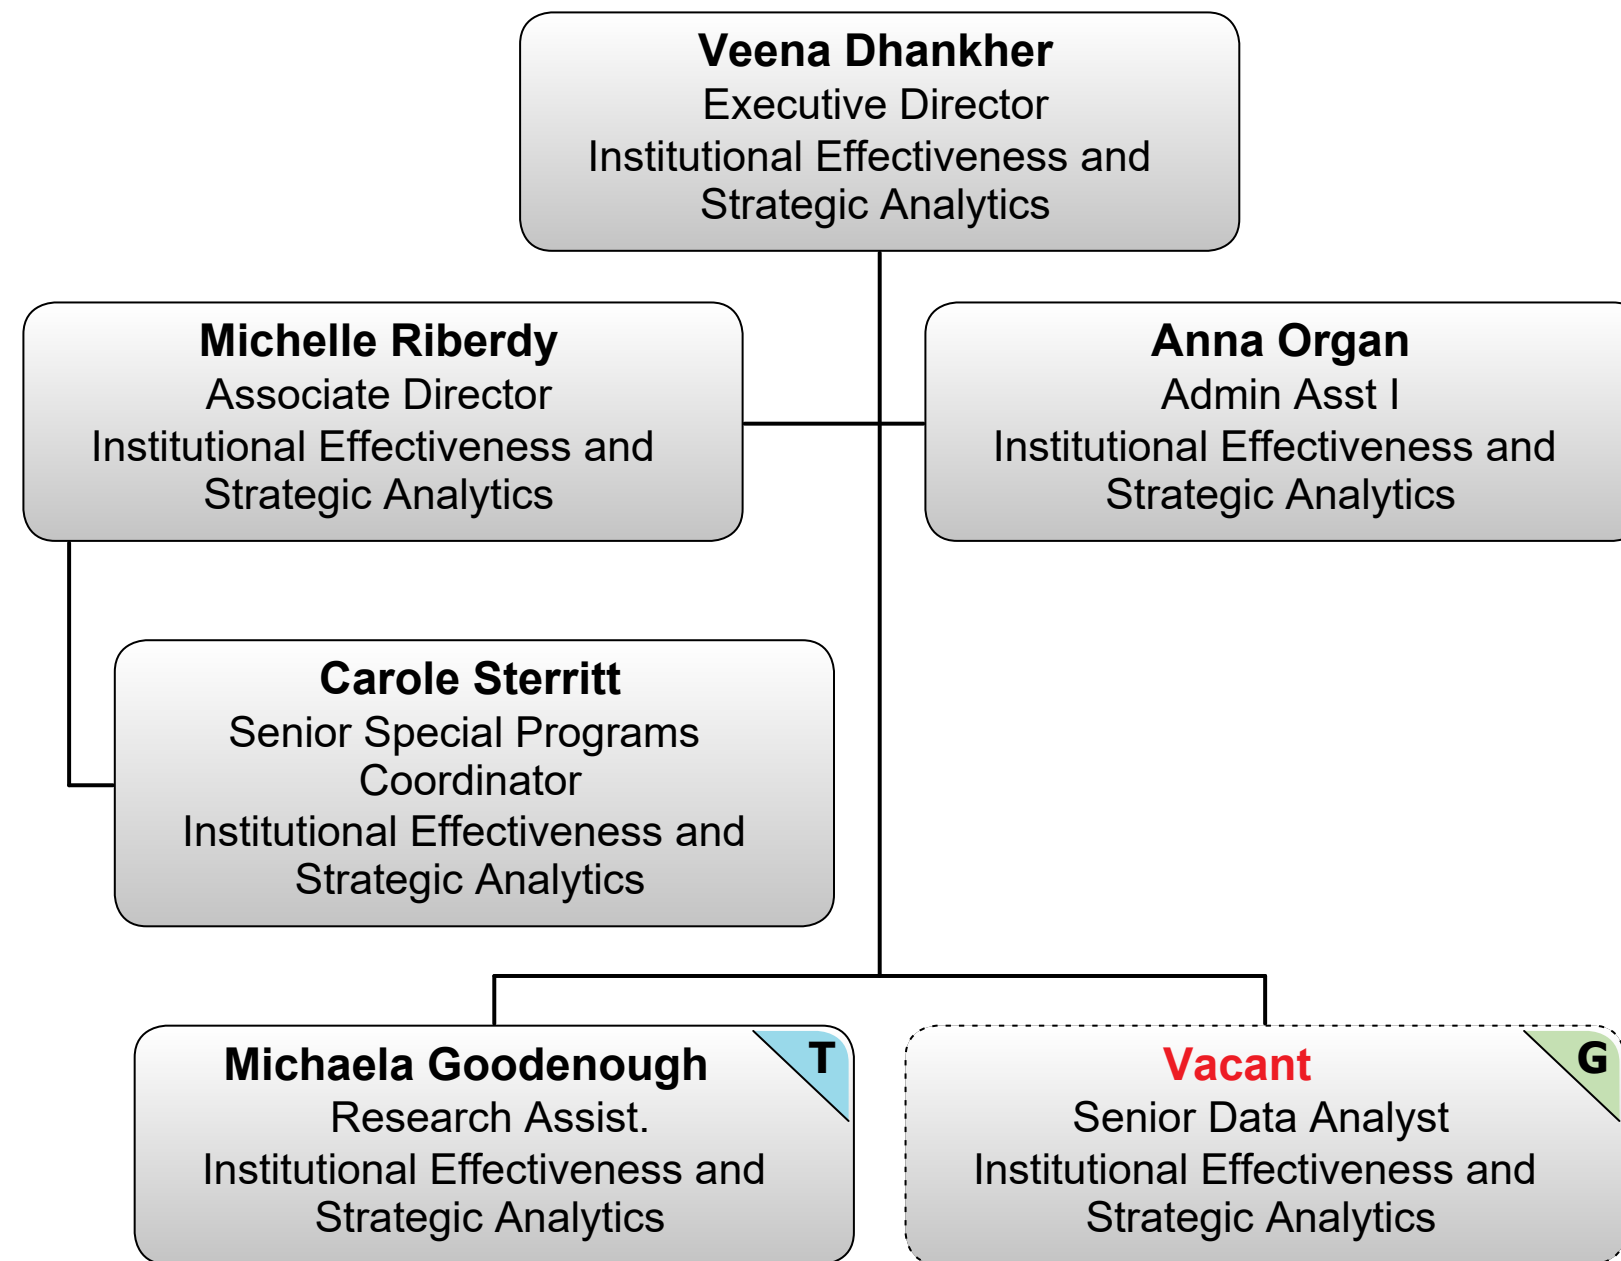 Veena Dhankher
Executive Director
Institutional Effectiveness and
Strategic Analytics
Michelle Riberdy
Associate Director
Institutional Effectiveness and
Strategic Analytics
Anna Organ
Admin Asst I
Institutional Effectiveness and
Strategic Analytics
Carole Sterritt
Senior Special Programs
Coordinator
Institutional Effectiveness and
Strategic Analytics
Michaela Goodenough
T
Research Assist.
Institutional Effectiveness and
Strategic Analytics
Vacant
G
Senior Data Analyst
Institutional Effectiveness and
Strategic Analytics